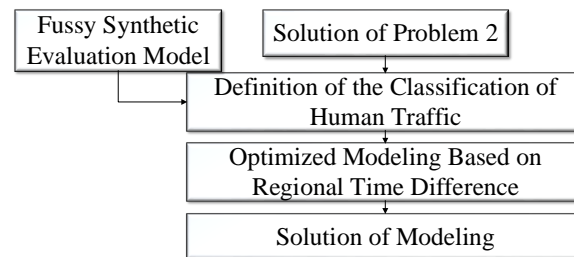 Fussy Synthetic
Evaluation Model
Solution of Problem 2
Definition of the Classification of
Human Traffic
Optimized Modeling Based on
Regional Time Difference
Solution of Modeling